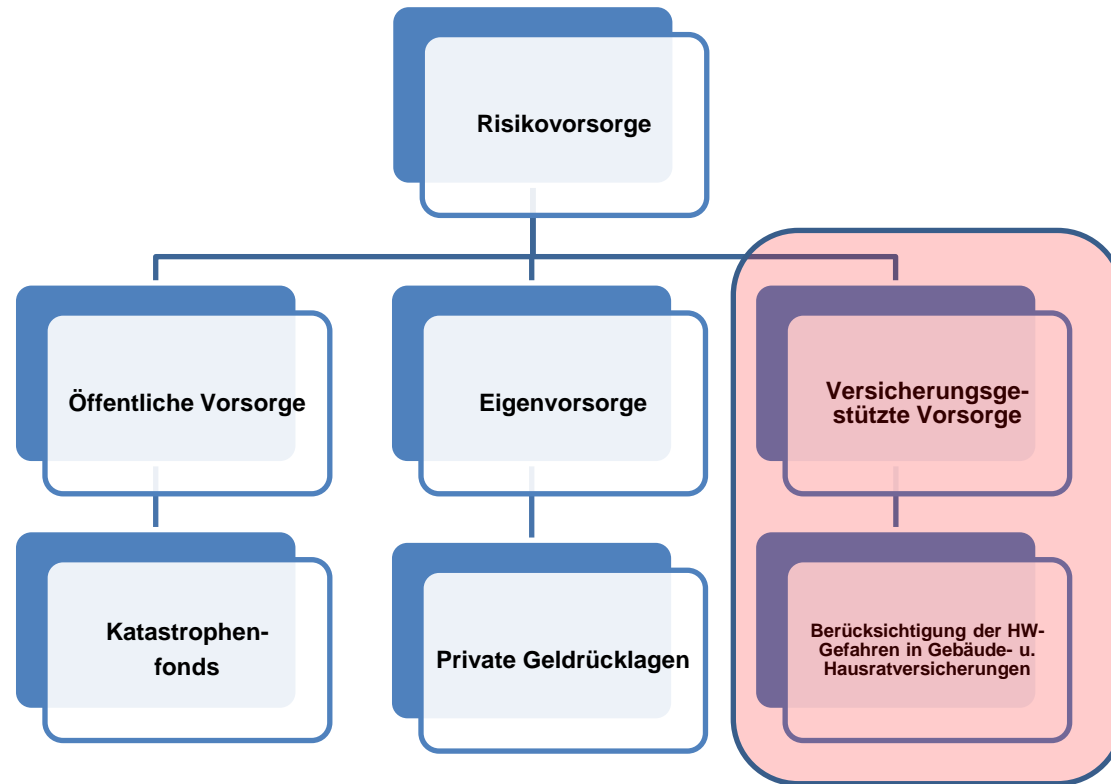 Risikovorsorge
Öffentliche Vorsorge
Eigenvorsorge
Versicherungsge-
stützte Vorsorge
Katastrophen-
fonds
Private Geldrücklagen
Berücksichtigung der HW-
Gefahren in Gebäude- u.
Hausratversicherungen